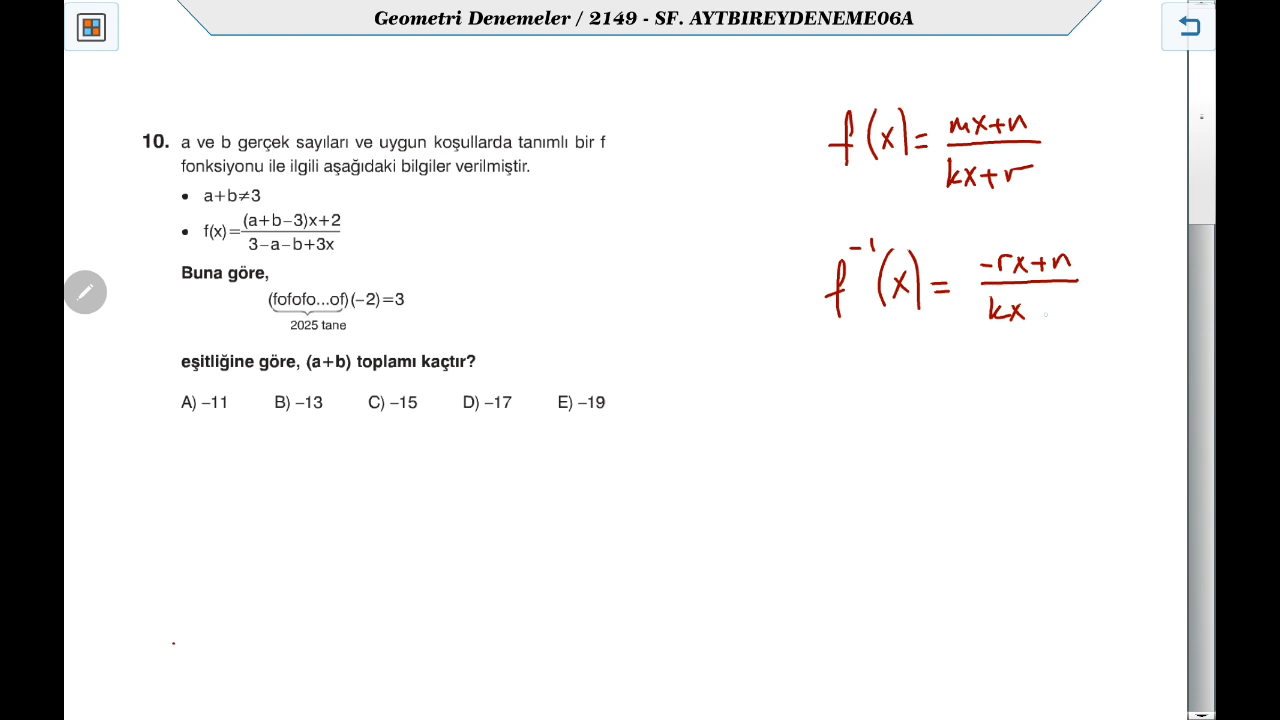 Geometri Denemeler / 2149 - SF. AYTBIREYDENEME06A
10. a ve b gerçek sayıları ve uygun koşullarda tanımlı bir f
fonksiyonu ile ilgili aşağıdaki bilgiler verilmiştir.
• a+b≠3
• f(x)=(a+b−3)x+2
3−a−b+3x
Buna göre,
(fofofo...of)(−2)=3
2025 tane
eşitliğine göre, (a+b) toplamı kaçtır?
A) −11 B) −13 C) −15 D) −17 E) −19
f(x)= mx+n
kx+r
f⁻¹(x)= -rx+n
kx